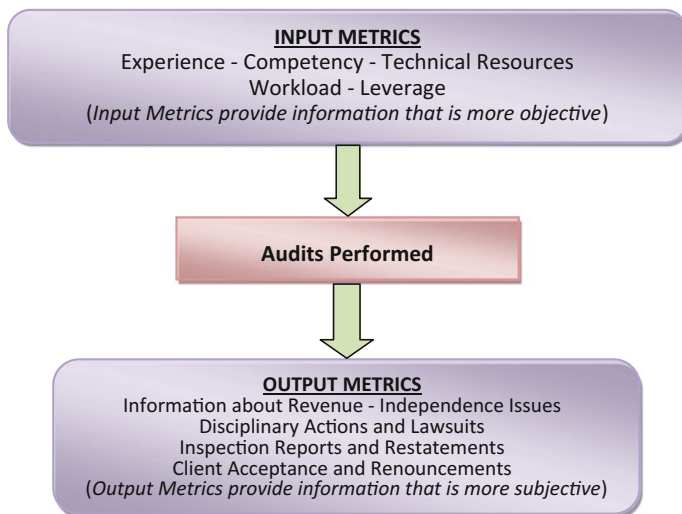 INPUT METRICS
Experience - Competency - Technical Resources
Workload - Leverage
(Input Metrics provide information that is more objective)
Audits Performed
OUTPUT METRICS
Information about Revenue - Independence Issues
Disciplinary Actions and Lawsuits
Inspection Reports and Restatements
Client Acceptance and Renouncements
(Output Metrics provide information that is more subjective)